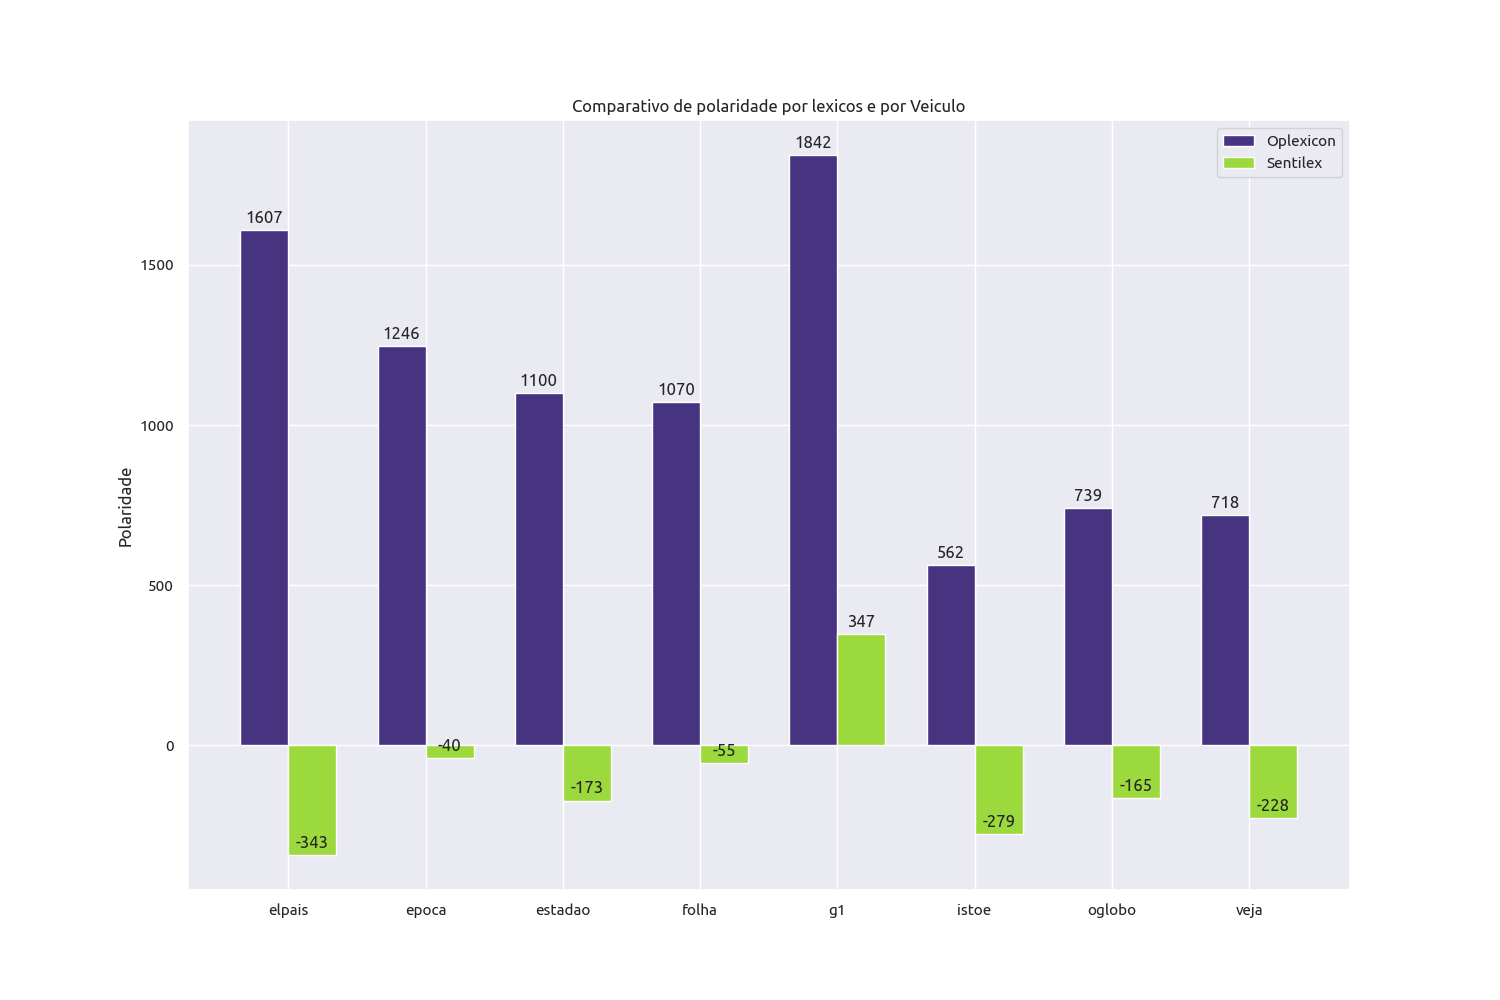 Comparativo de polaridade por lexicos e por Veiculo
Oplexicon
Sentilex
Polaridade
1500
1000
500
0
1607
1246
1100
1070
1842
562
739
718
-343
-40
-173
-55
347
-279
-165
-228
elpais
epoca
estadao
folha
g1
istoe
oglobo
veja